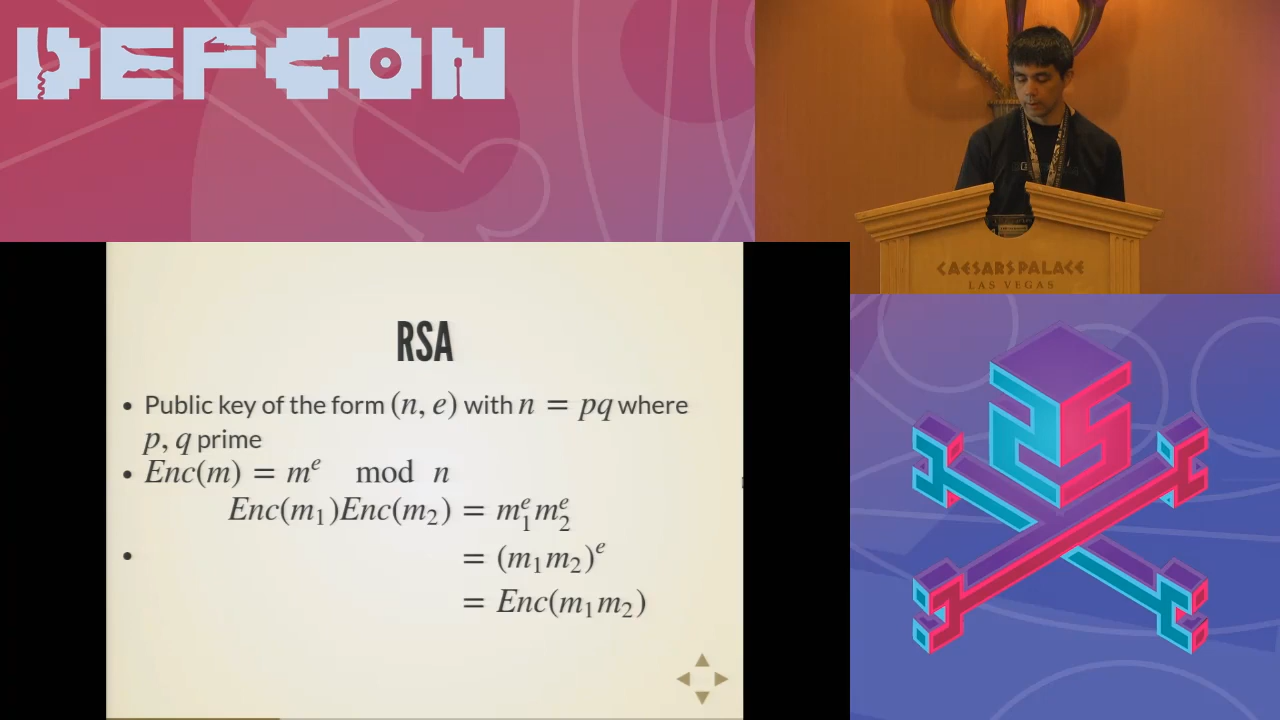 DEFCON
CAESARS PALACE
LAS VEGAS
RSA
• Public key of the form (n, e) with n = pq where
p, q prime
• Enc(m) = m^e mod n
• Enc(m₁)Enc(m₂) = m₁^e m₂^e
= (m₁m₂)^e
= Enc(m₁m₂)
25